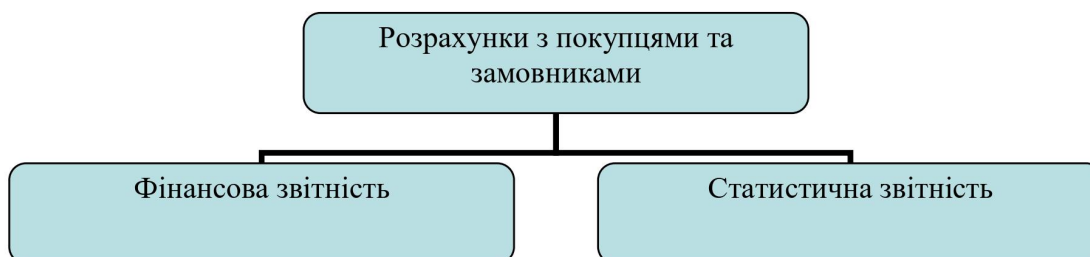 Розрахунки з покупцями та
замовниками
Фінансова звітність
Статистична звітність